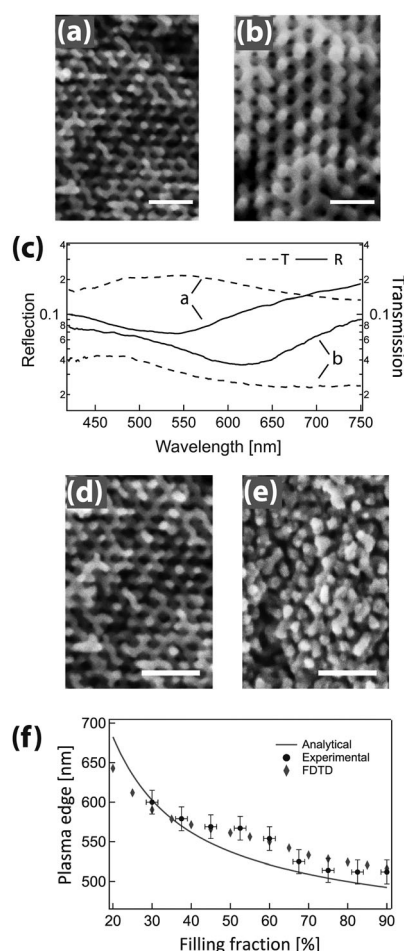 (a)
(b)
(c)
4
2
0.1
8
6
4
2
Reflection
T
R
a
b
4
2
0.1
8
6
4
2
Transmission
450
500
550
600
650
700
750
Wavelength [nm]
(d)
(e)
(f)
700
650
600
550
500
Plasma edge [nm]
Analytical
Experimental
FDTD
20
30
40
50
60
70
80
90
Filling fraction [%]